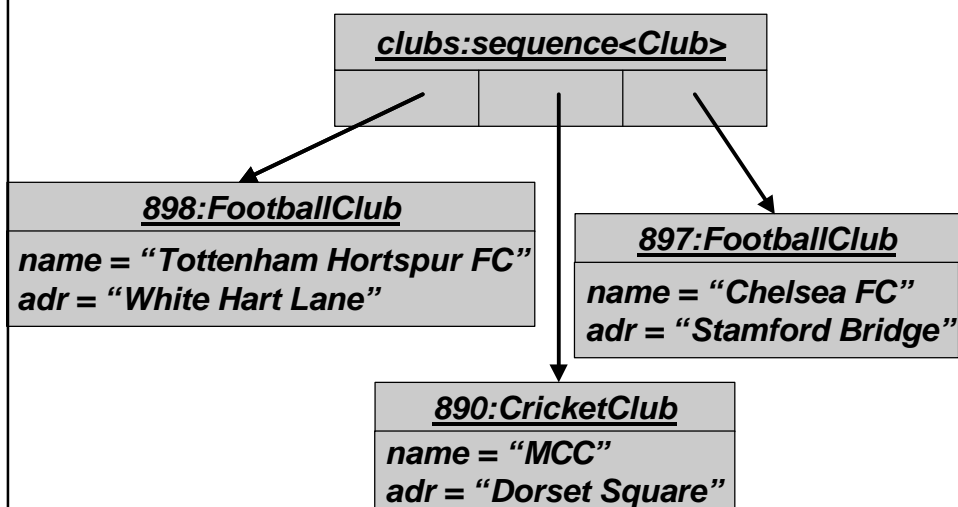 clubs:sequence<Club>
898:FootballClub
name = “Tottenham Hortspur FC”
adr = “White Hart Lane”
897:FootballClub
name = “Chelsea FC”
adr = “Stamford Bridge”
890:CricketClub
name = “MCC”
adr = “Dorset Square”